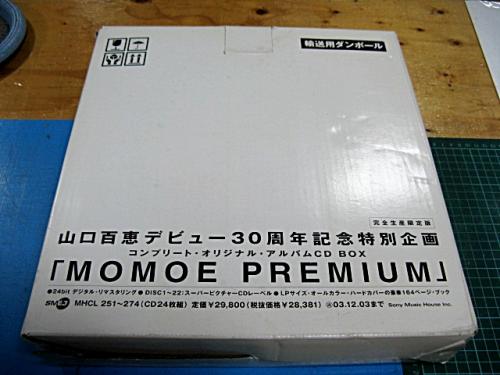 輸送用ダンボール
完全生産限定版
山口百恵デビュー30周年記念特別企画
コンプリート・オリジナル・アルバムCD BOX
「MOMOE PREMIUM」
●24bit デジタル・リマスタリング ●DISC1〜22:スーパーピクチャーCDレーベル ●LPサイズ・オールカラー・ハードカバーの豪華164ページ・ブック
MHCL 251~274(CD24枚組) 定価¥29,800(税抜価格¥28,381) 03.12.03まで Sony Music House Inc.